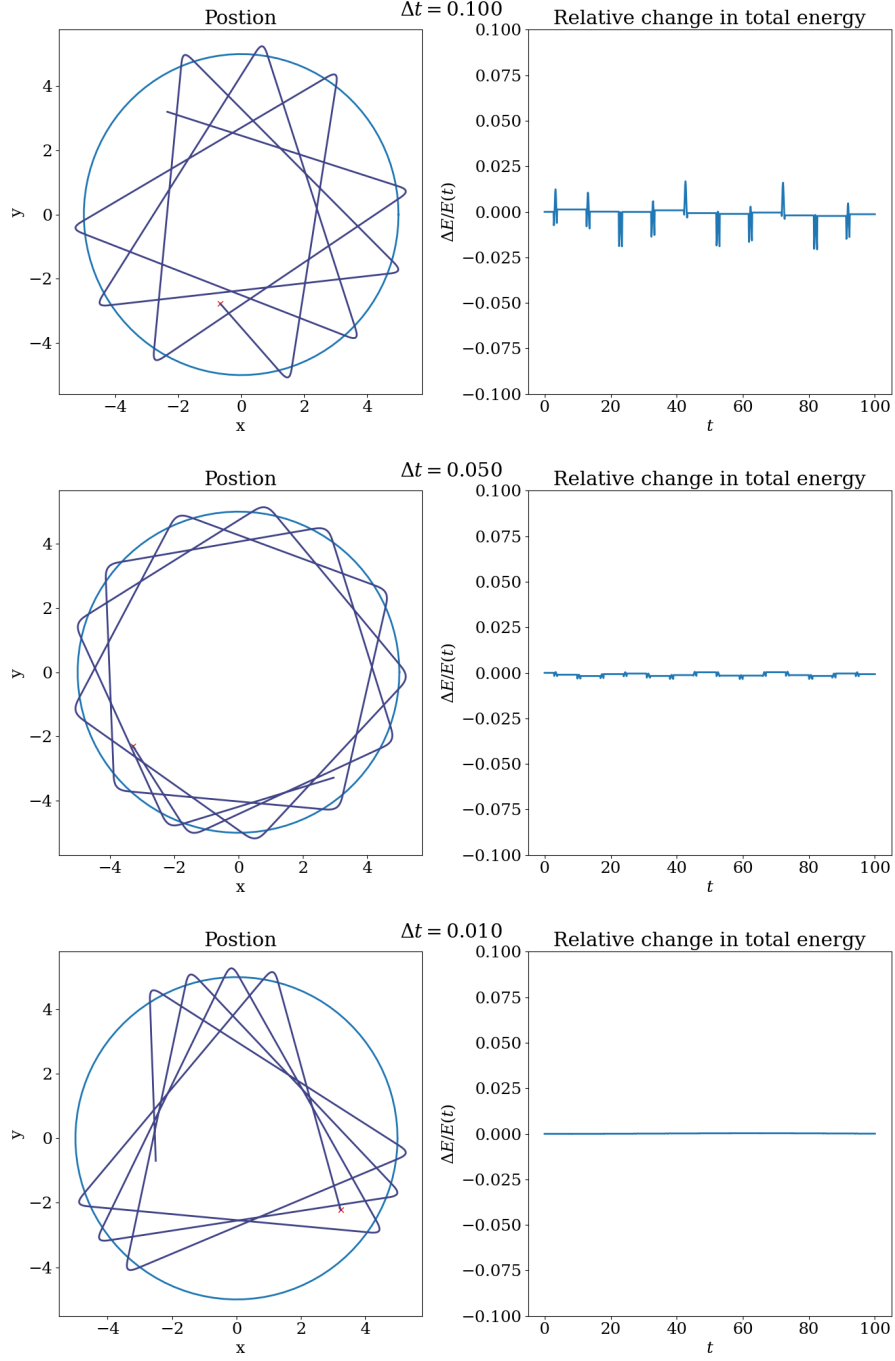 Δt = 0.100
Postion
Relative change in total energy
y
4
2
0
−2
−4
−4 −2 0 2 4
x
ΔE/E(t)
0.100
0.075
0.050
0.025
0.000
−0.025
−0.050
−0.075
−0.100
0 20 40 60 80 100
t
Δt = 0.050
Postion
Relative change in total energy
y
4
2
0
−2
−4
−4 −2 0 2 4
x
ΔE/E(t)
0.100
0.075
0.050
0.025
0.000
−0.025
−0.050
−0.075
−0.100
0 20 40 60 80 100
t
Δt = 0.010
Postion
Relative change in total energy
y
4
2
0
−2
−4
−4 −2 0 2 4
x
ΔE/E(t)
0.100
0.075
0.050
0.025
0.000
−0.025
−0.050
−0.075
−0.100
0 20 40 60 80 100
t